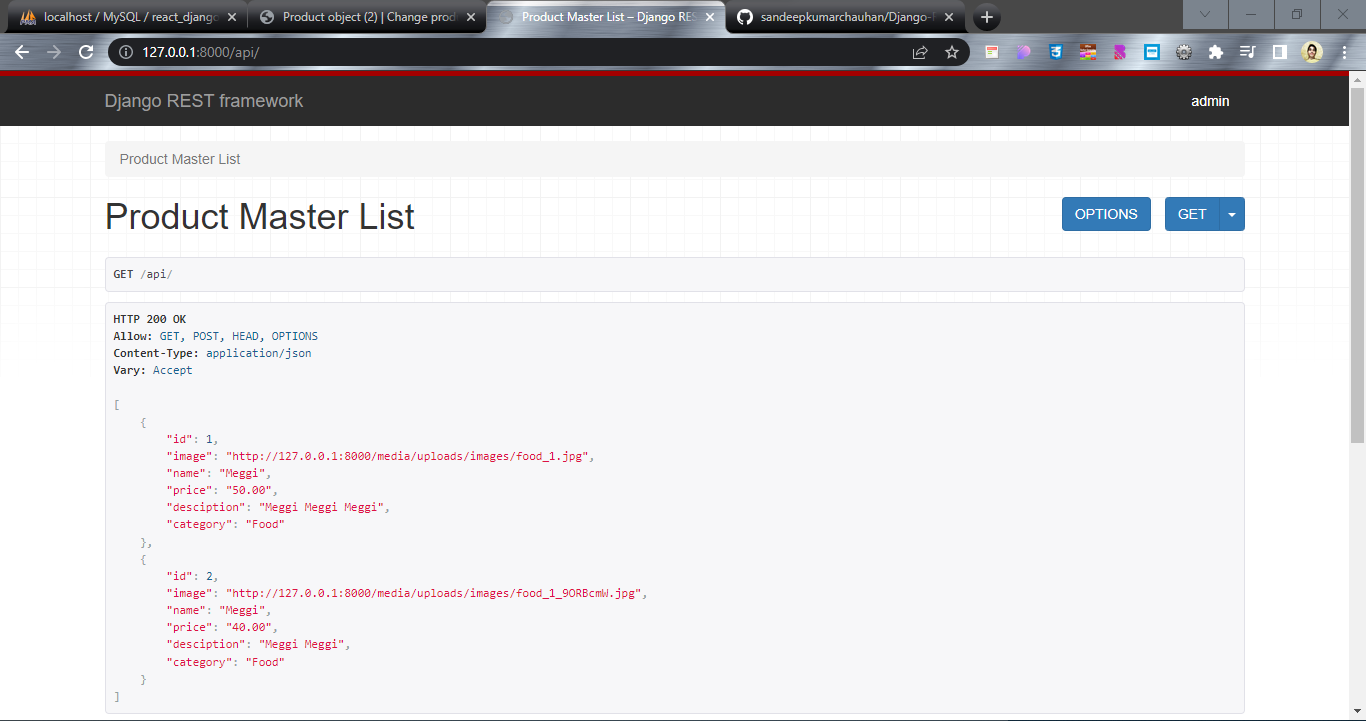 localhost / MySQL / react_django
Product object (2) | Change prod
Product Master List – Django RES
sandeepkumarchauhan/Django-
127.0.0.1:8000/api/
Django REST framework
admin
Product Master List
Product Master List
OPTIONS
GET
GET /api/
HTTP 200 OK
Allow: GET, POST, HEAD, OPTIONS
Content-Type: application/json
Vary: Accept
[
{
"id": 1,
"image": "http://127.0.0.1:8000/media/uploads/images/food_1.jpg",
"name": "Meggi",
"price": "50.00",
"desciption": "Meggi Meggi Meggi",
"category": "Food"
},
{
"id": 2,
"image": "http://127.0.0.1:8000/media/uploads/images/food_1_9ORBcmW.jpg",
"name": "Meggi",
"price": "40.00",
"desciption": "Meggi Meggi",
"category": "Food"
}
]